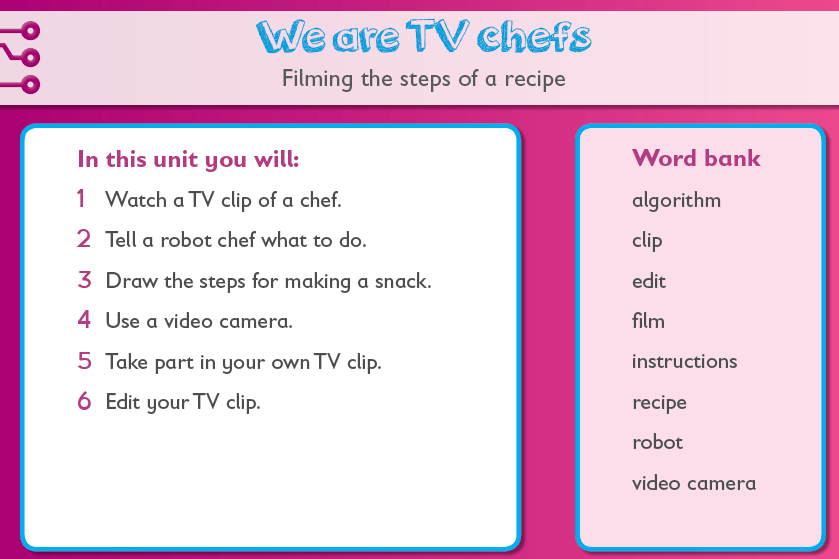 We are TV chefs
Filming the steps of a recipe
In this unit you will:
1 Watch a TV clip of a chef.
2 Tell a robot chef what to do.
3 Draw the steps for making a snack.
4 Use a video camera.
5 Take part in your own TV clip.
6 Edit your TV clip.
Word bank
algorithm
clip
edit
film
instructions
recipe
robot
video camera